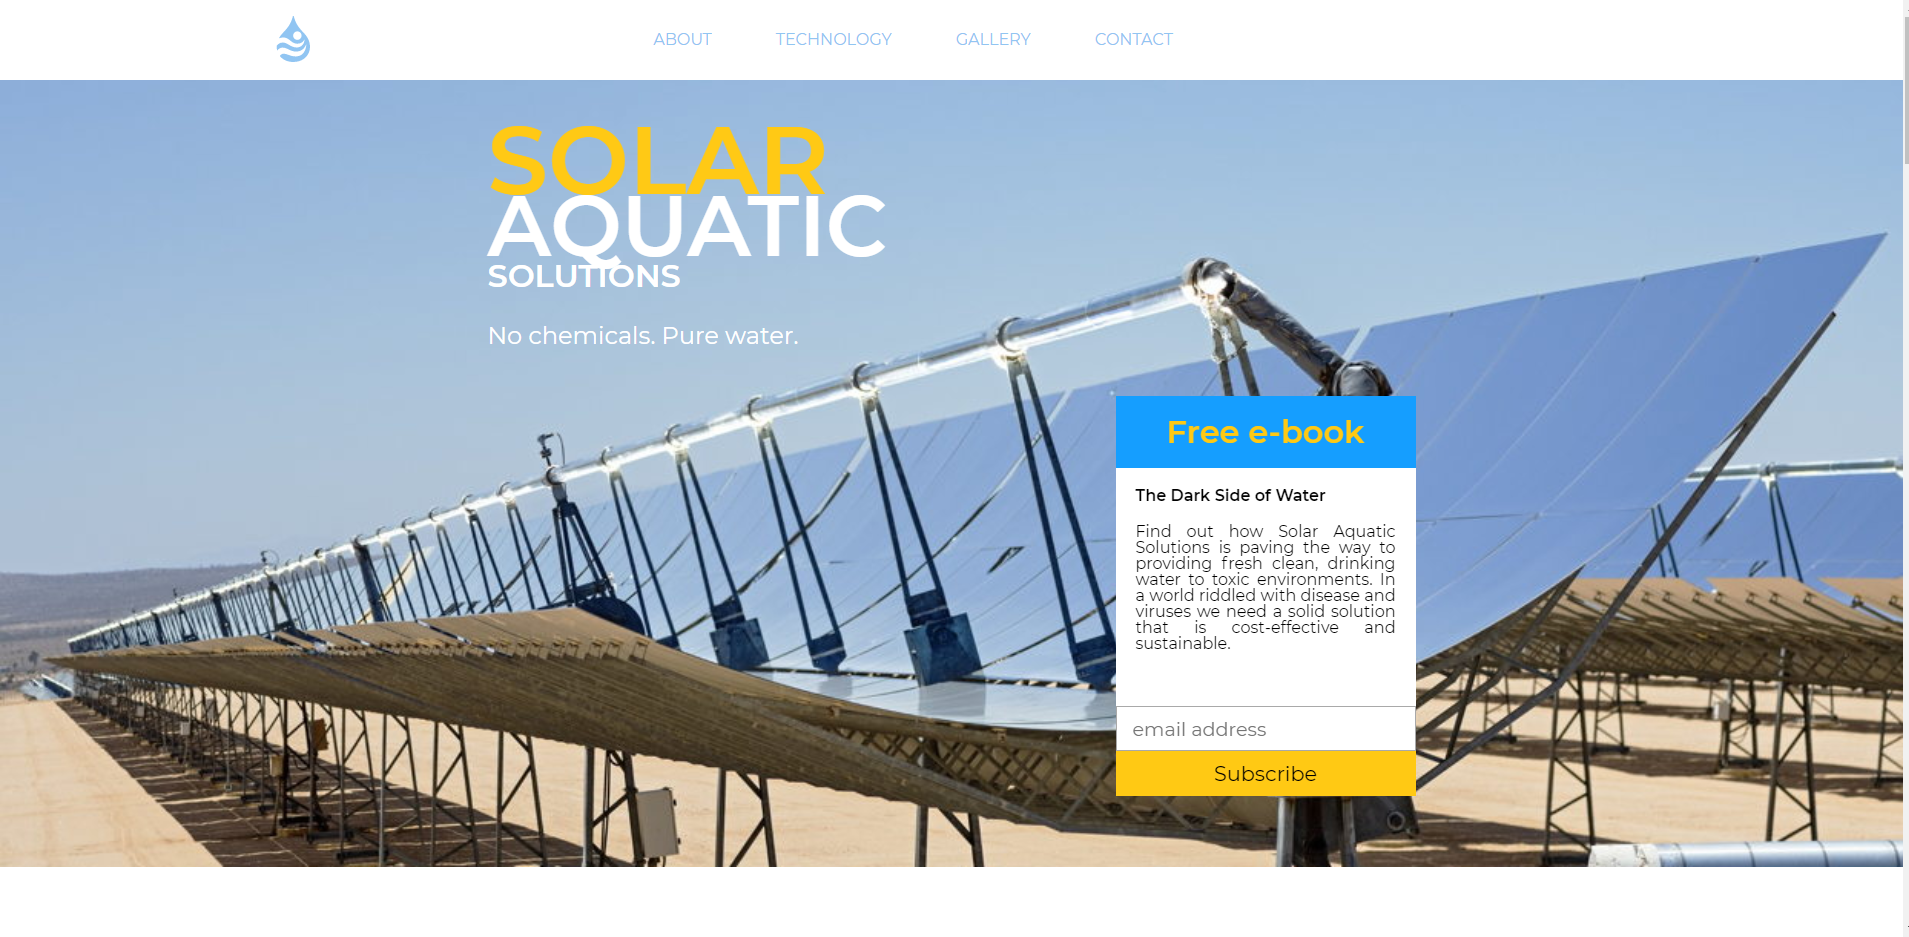 ABOUT TECHNOLOGY GALLERY CONTACT
SOLAR
AQUATIC
SOLUTIONS
No chemicals. Pure water.
Free e-book
The Dark Side of Water
Find out how Solar Aquatic
Solutions is paving the way to
providing fresh clean, drinking
water to toxic environments. In
a world riddled with disease and
viruses we need a solid solution
that is cost-effective and
sustainable.
email address
Subscribe